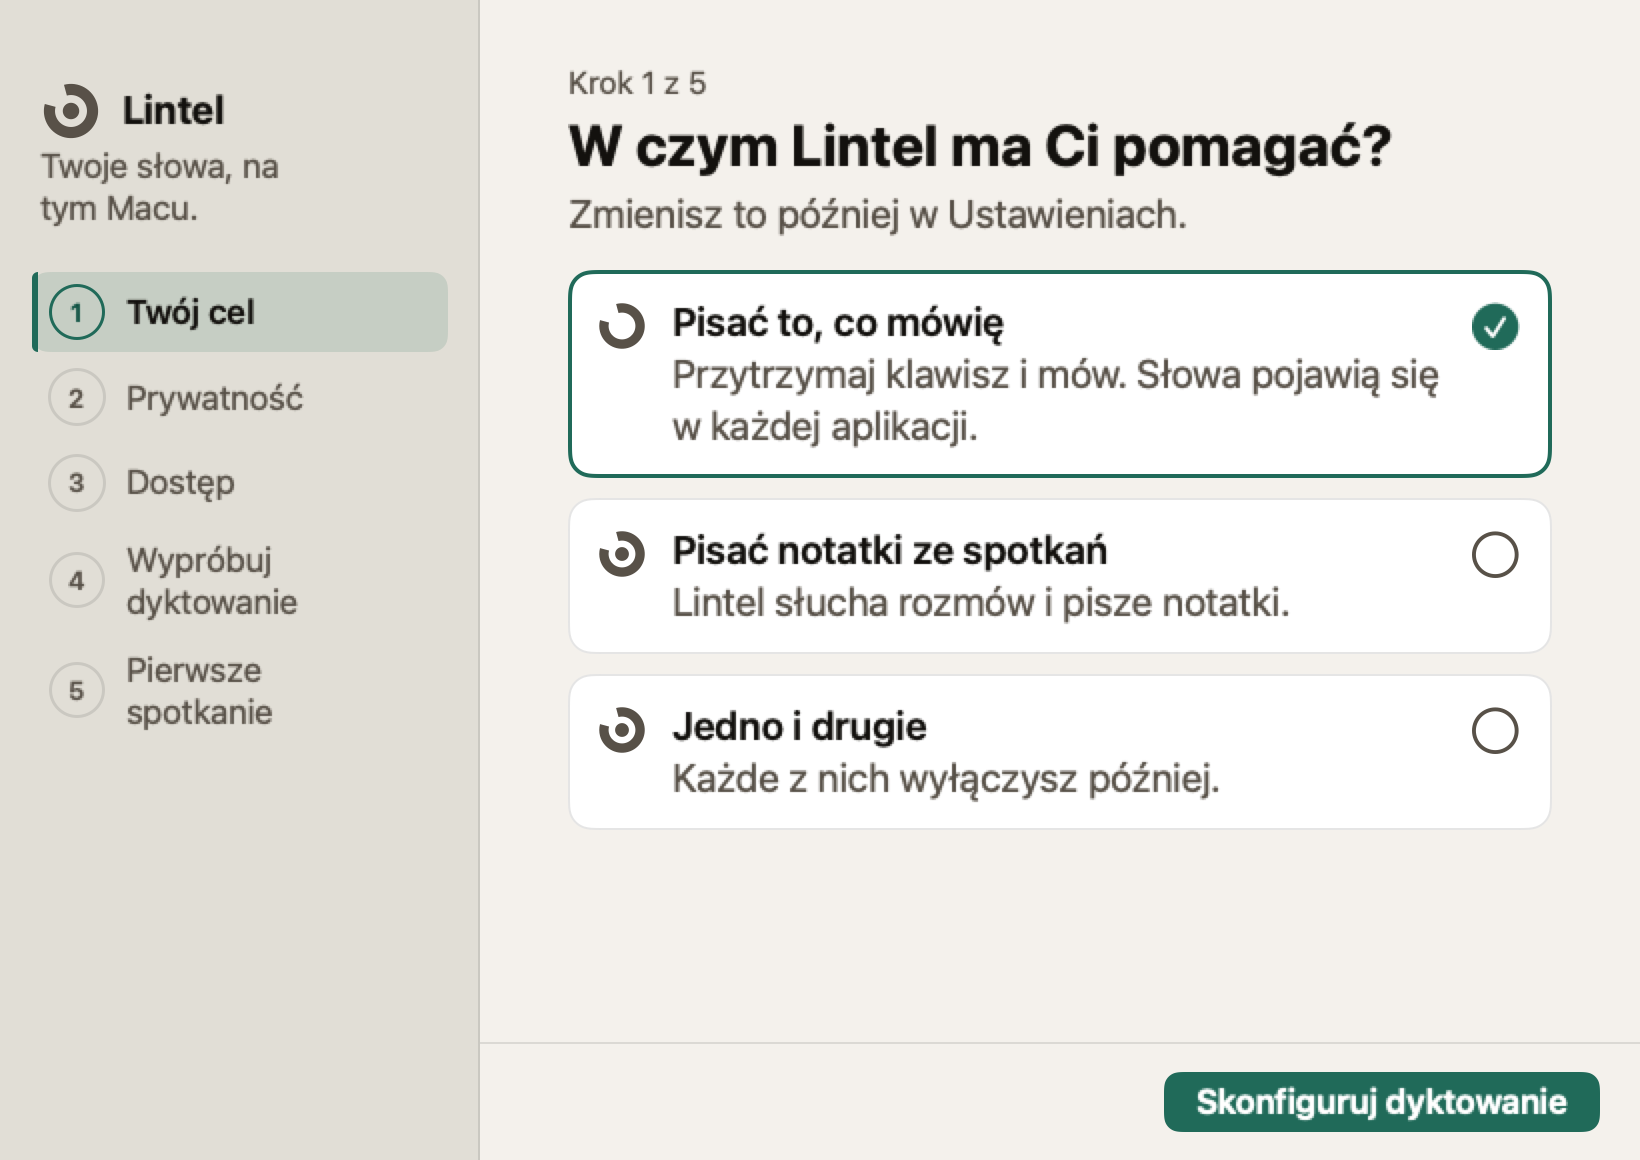 Lintel
Twoje słowa, na
tym Macu.
1 Twój cel
2 Prywatność
3 Dostęp
4 Wypróbuj
dyktowanie
5 Pierwsze
spotkanie
Krok 1 z 5
W czym Lintel ma Ci pomagać?
Zmienisz to później w Ustawieniach.
Pisać to, co mówię
Przytrzymaj klawisz i mów. Słowa pojawią się
w każdej aplikacji.
Pisać notatki ze spotkań
Lintel słucha rozmów i pisze notatki.
Jedno i drugie
Każde z nich wyłączysz później.
Skonfiguruj dyktowanie